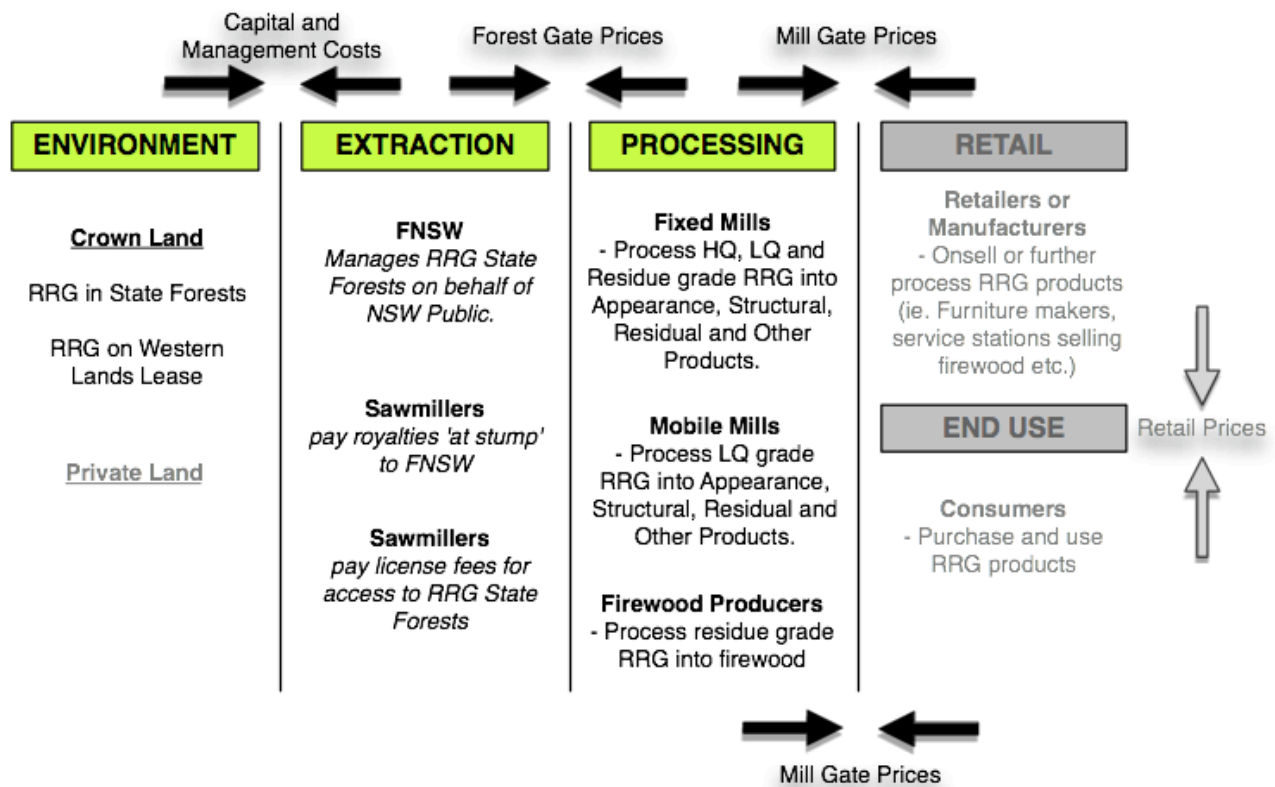 Capital and
Management Costs
Forest Gate Prices
Mill Gate Prices
ENVIRONMENT
Crown Land
RRG in State Forests
RRG on Western
Lands Lease
Private Land
EXTRACTION
FNSW
Manages RRG State
Forests on behalf of
NSW Public.
Sawmillers
pay royalties 'at stump'
to FNSW
Sawmillers
pay license fees for
access to RRG State
Forests
PROCESSING
Fixed Mills
- Process HQ, LQ and
Residue grade RRG into
Appearance, Structural,
Residual and Other
Products.
Mobile Mills
- Process LQ grade
RRG into Appearance,
Structural, Residual and
Other Products.
Firewood Producers
- Process residue grade
RRG into firewood
RETAIL
Retailers or
Manufacturers
- Onsell or further
process RRG products
(ie. Furniture makers,
service stations selling
firewood etc.)
END USE
Consumers
- Purchase and use
RRG products
Retail Prices
Mill Gate Prices